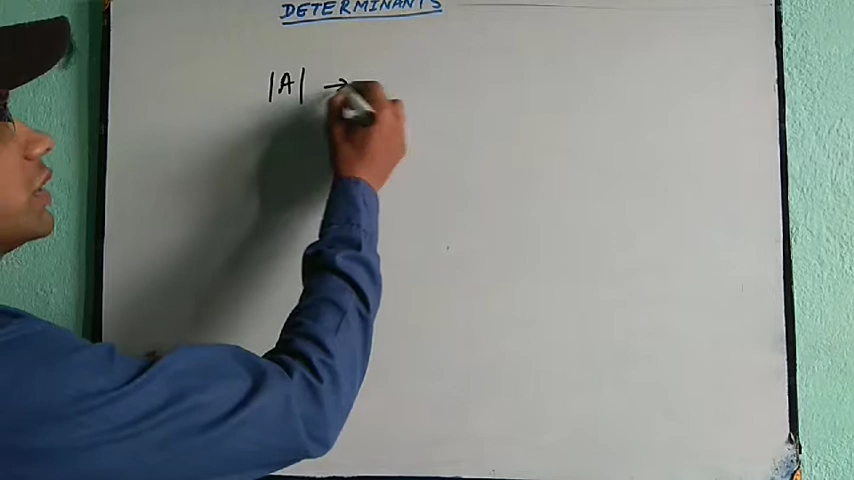 DETERMINANTS
|A| →